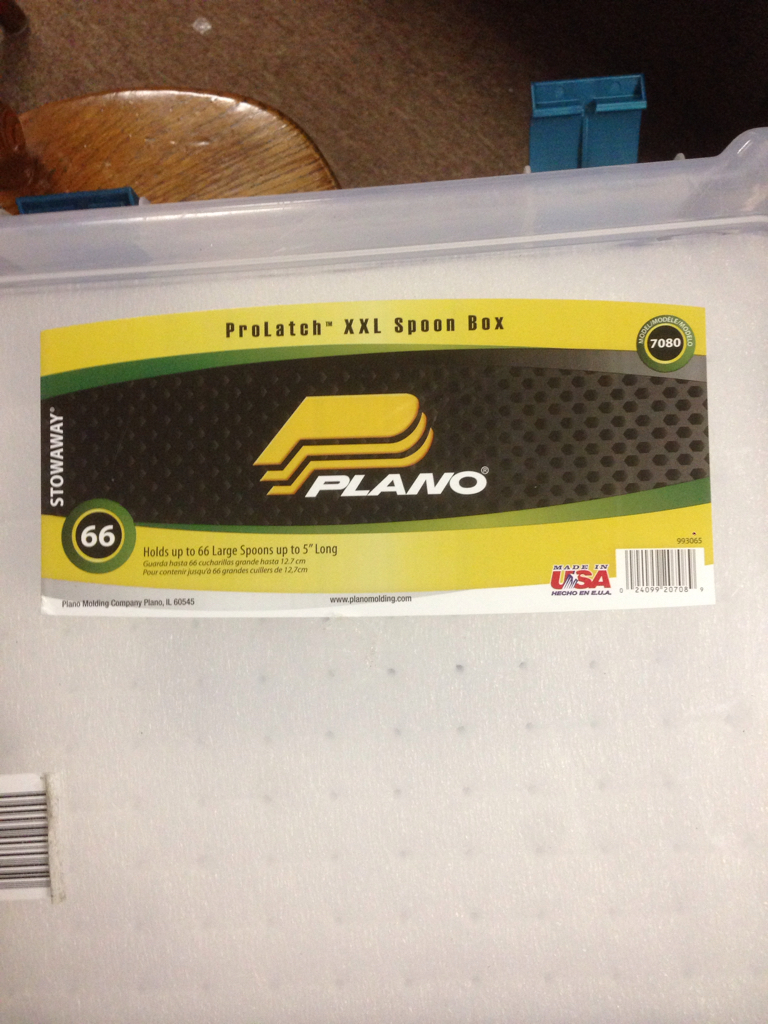 ProLatch™ XXL Spoon Box
MODEL/MODÈLE/MODELO
7080
STOWAWAY®
PLANO®
66
Holds up to 66 Large Spoons up to 5" Long
Guarda hasta 66 cucharillas grande hasta 12.7 cm
Pour contenir jusqu'à 66 grandes cuillers de 12,7cm
993065
MADE IN
USA
HECHO EN E.U.A.
0 24099 20708 9
Plano Molding Company Plano, IL 60545
www.planomolding.com